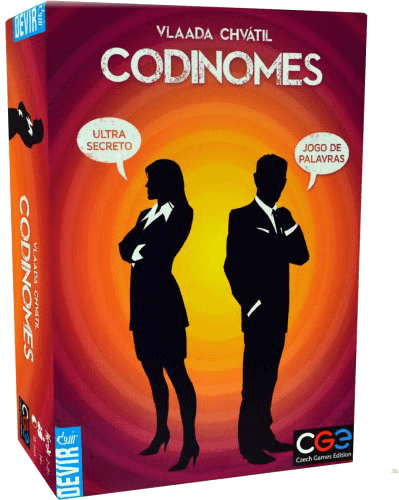 VLAADA CHVÁTIL
CODINOMES
ULTRA
SECRETO
JOGO DE
PALAVRAS
CGE
Czech Games Edition
DEVIR
VLAADA CHVÁTIL
CODINOMES
DEVIR